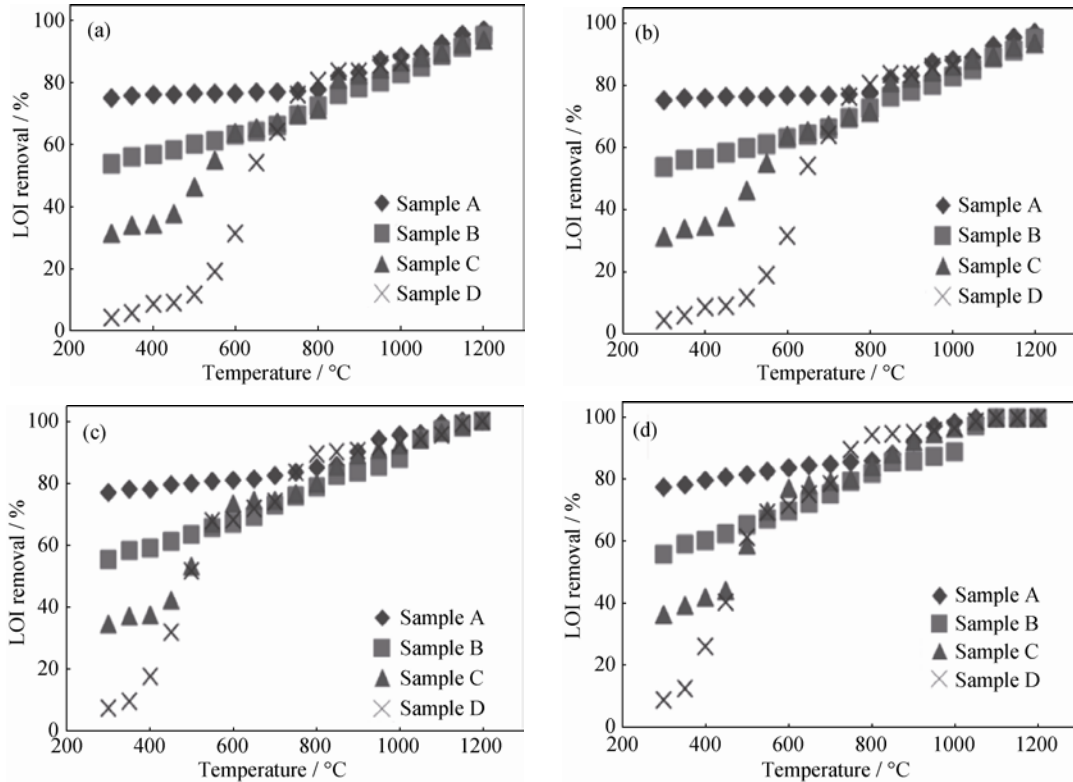 (a)
100
80
60
40
20
0
LOI removal / %
Sample A
Sample B
Sample C
Sample D
200 400 600 800 1000 1200
Temperature / °C
(b)
100
80
60
40
20
0
LOI removal / %
Sample A
Sample B
Sample C
Sample D
200 400 600 800 1000 1200
Temperature / °C
(c)
100
80
60
40
20
0
LOI removal / %
Sample A
Sample B
Sample C
Sample D
200 400 600 800 1000 1200
Temperature / °C
(d)
100
80
60
40
20
0
LOI removal / %
Sample A
Sample B
Sample C
Sample D
200 400 600 800 1000 1200
Temperature / °C